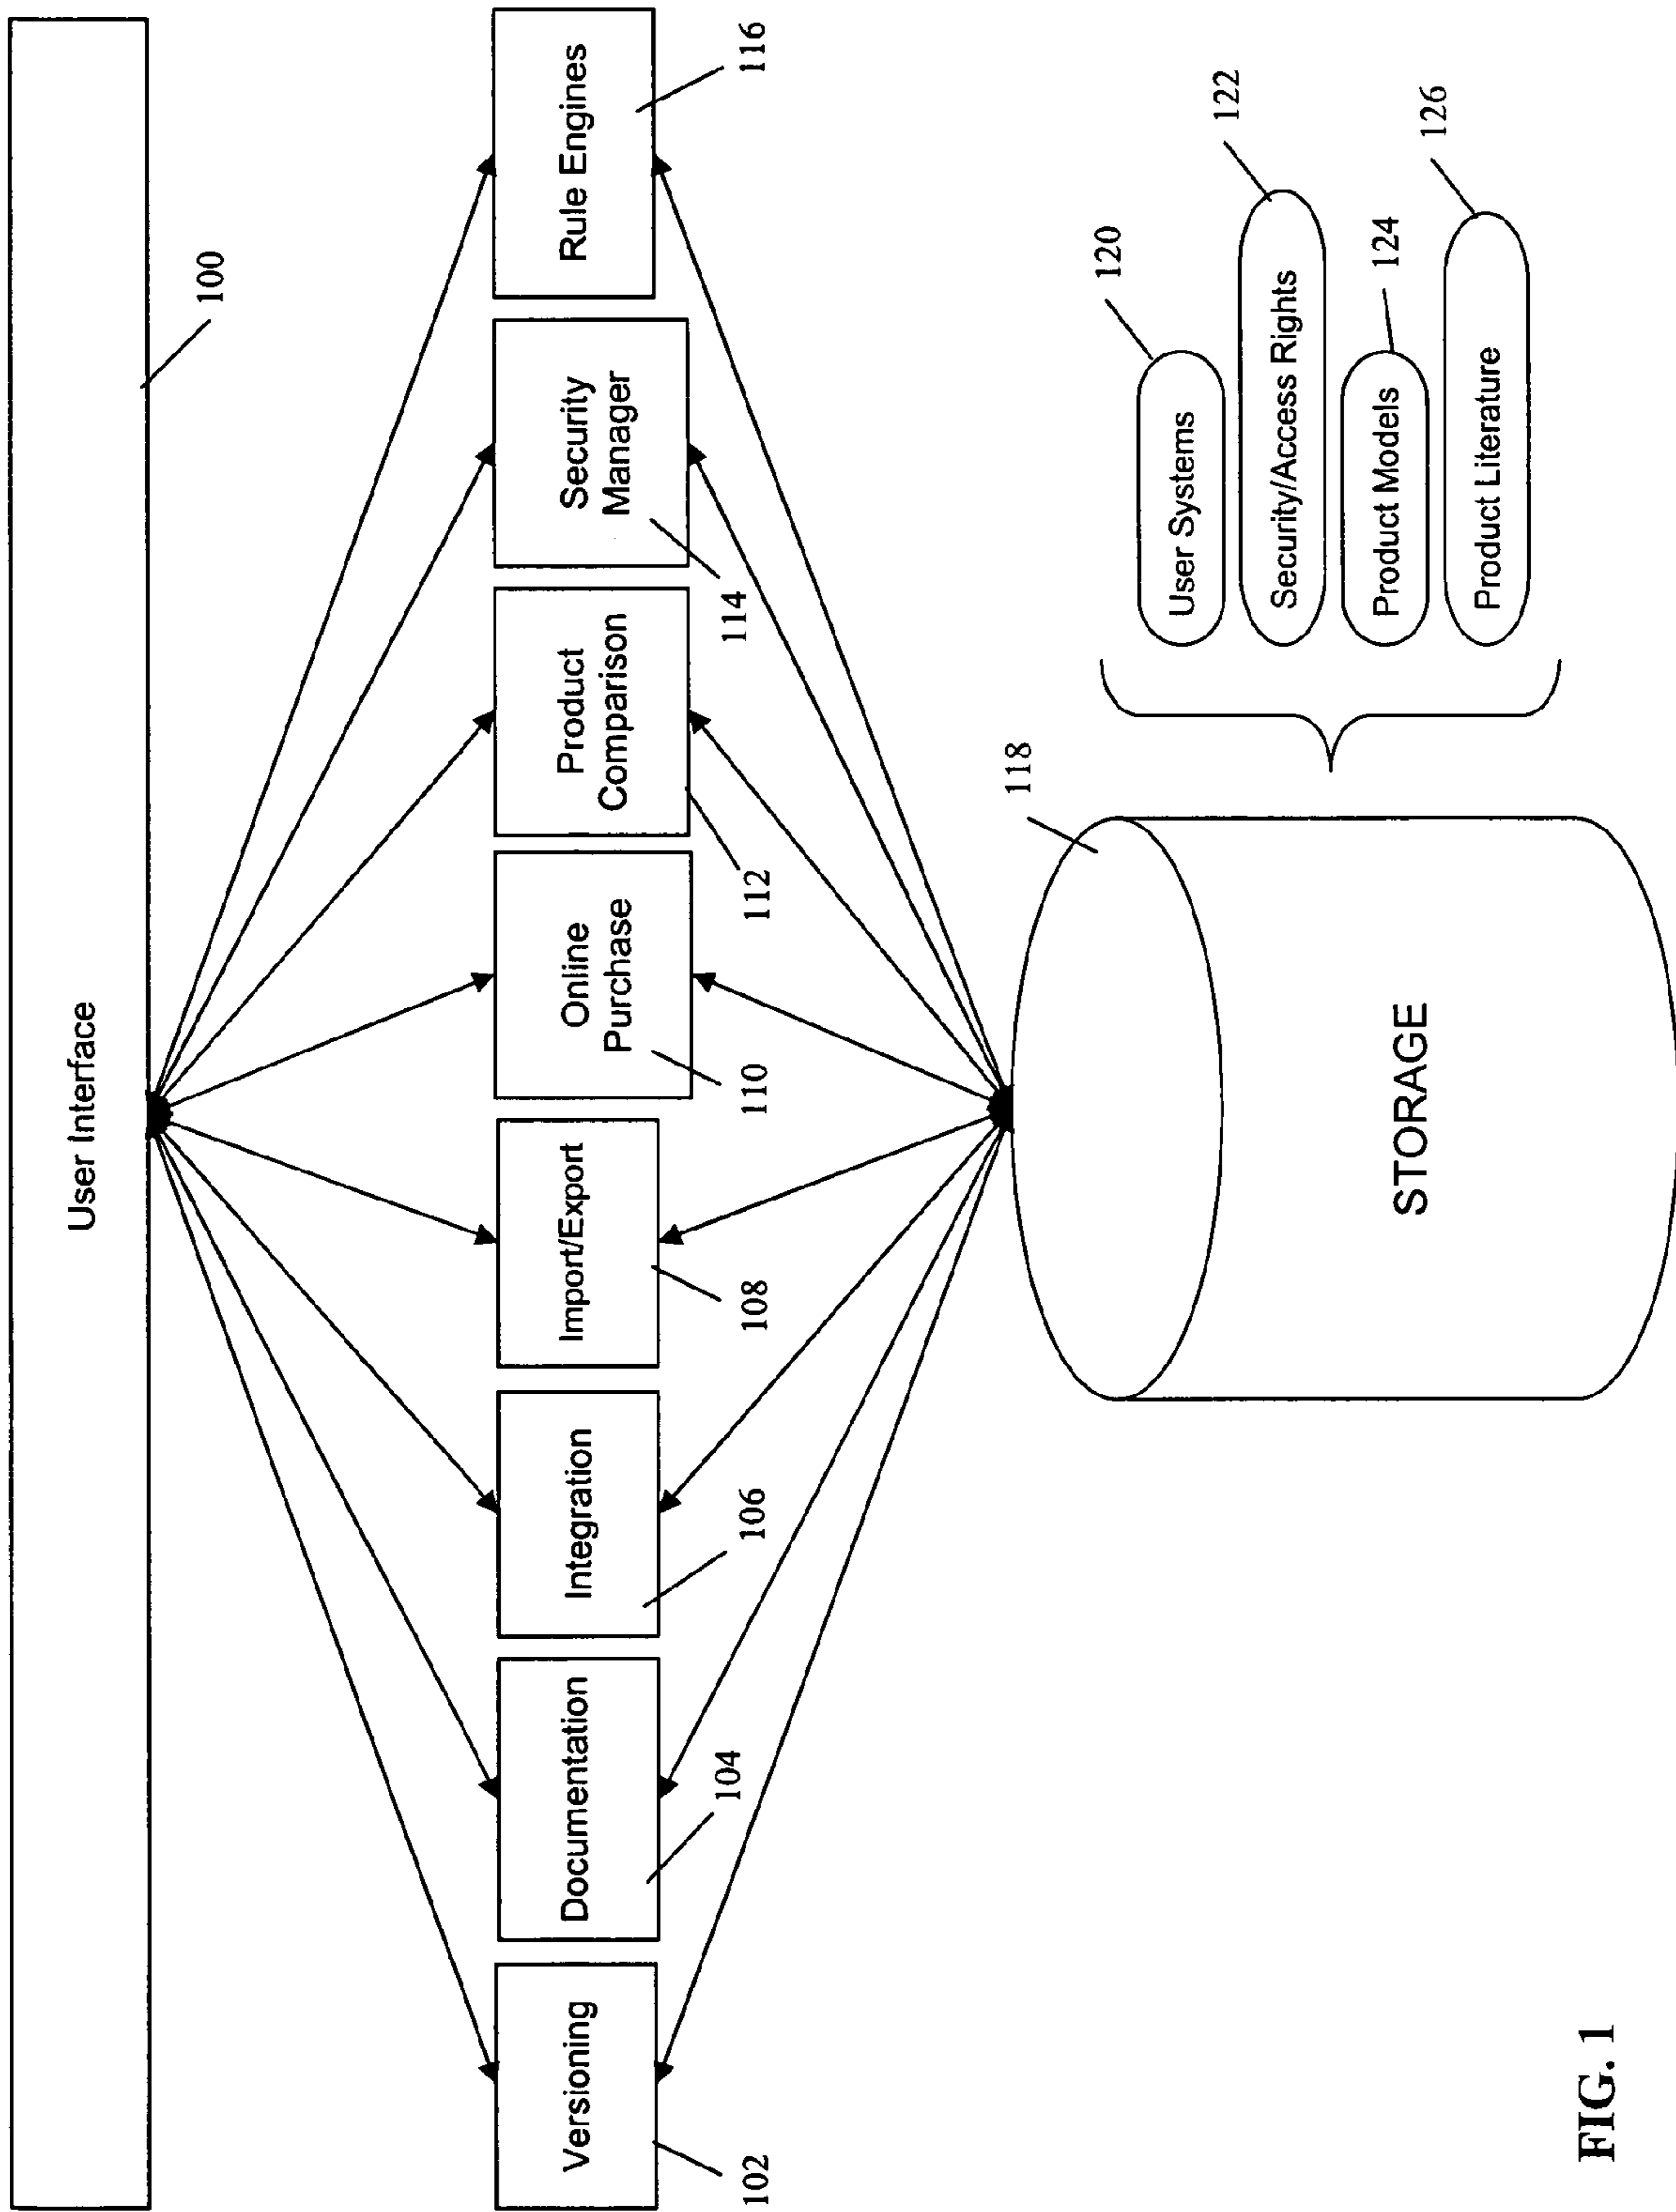 User Interface
100
Versioning
Documentation
Integration
Import/Export
Online
Purchase
Product
Comparison
Security
Manager
Rule Engines
102
104
106
108
110
112
114
116
118
STORAGE
User Systems
120
Security/Access Rights
122
Product Models
124
Product Literature
126
FIG. 1